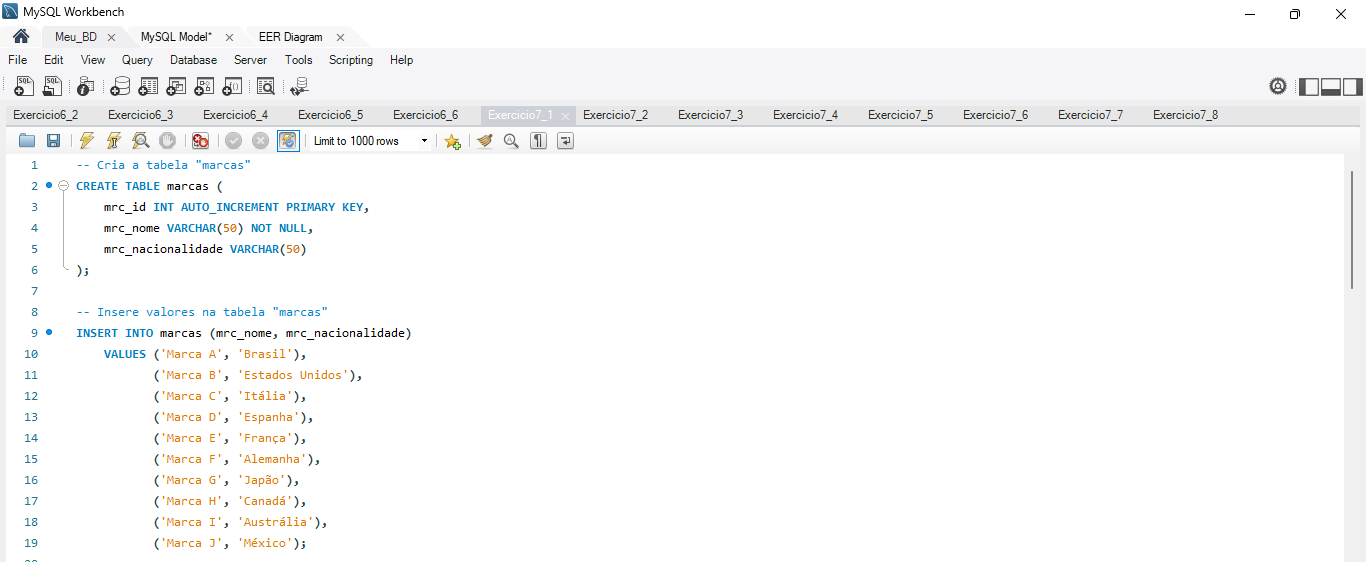 MySQL Workbench
Meu_BD MySQL Model* EER Diagram
File Edit View Query Database Server Tools Scripting Help
Exercicio6_2 Exercicio6_3 Exercicio6_4 Exercicio6_5 Exercicio6_6 Exercicio7_1 Exercicio7_2 Exercicio7_3 Exercicio7_4 Exercicio7_5 Exercicio7_6 Exercicio7_7 Exercicio7_8
Limit to 1000 rows
1 -- Cria a tabela "marcas"
2 CREATE TABLE marcas (
3 mrc_id INT AUTO_INCREMENT PRIMARY KEY,
4 mrc_nome VARCHAR(50) NOT NULL,
5 mrc_nacionalidade VARCHAR(50)
6 );
7
8 -- Insere valores na tabela "marcas"
9 INSERT INTO marcas (mrc_nome, mrc_nacionalidade)
10 VALUES ('Marca A', 'Brasil'),
11 ('Marca B', 'Estados Unidos'),
12 ('Marca C', 'Itália'),
13 ('Marca D', 'Espanha'),
14 ('Marca E', 'França'),
15 ('Marca F', 'Alemanha'),
16 ('Marca G', 'Japão'),
17 ('Marca H', 'Canadá'),
18 ('Marca I', 'Austrália'),
19 ('Marca J', 'México');